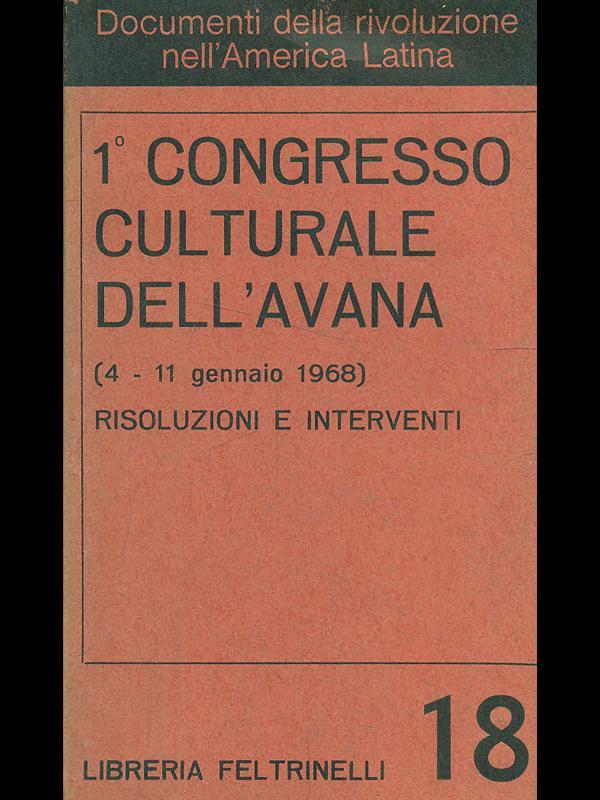 Documenti della rivoluzione
nell'America Latina
1° CONGRESSO
CULTURALE
DELL'AVANA
(4 - 11 gennaio 1968)
RISOLUZIONI E INTERVENTI
18
LIBRERIA FELTRINELLI